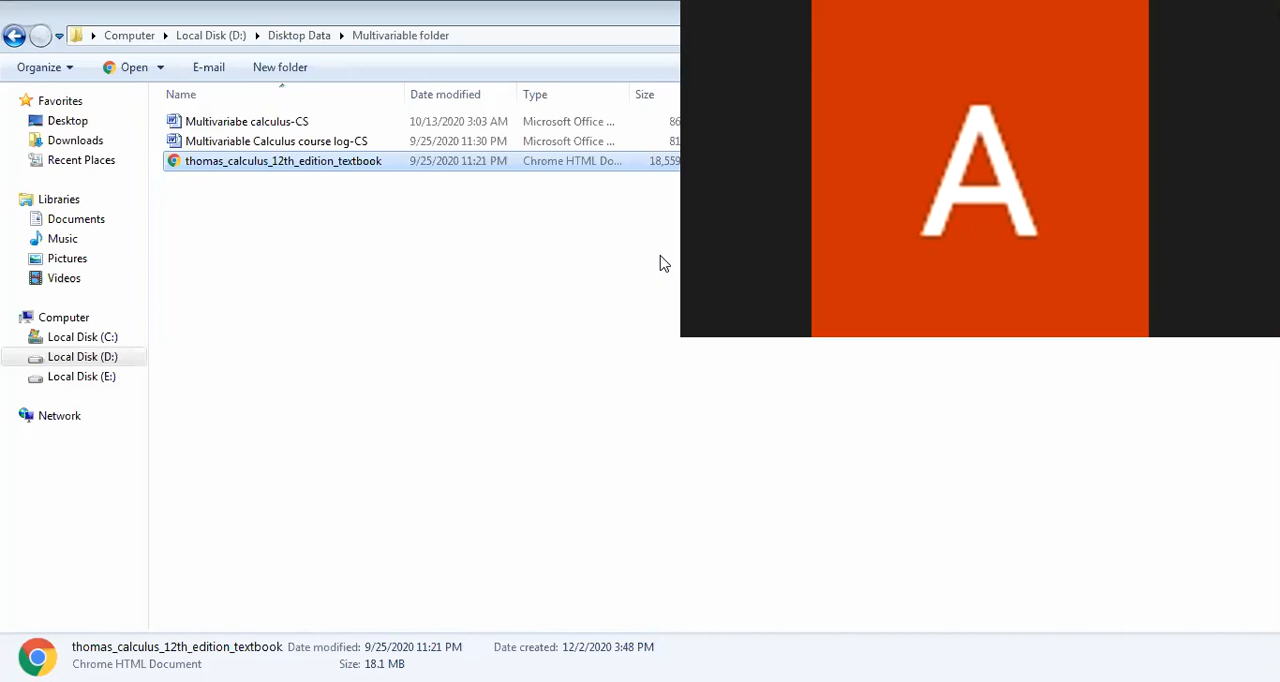 Computer Local Disk (D:) Disktop Data Multivariable folder
Organize Open E-mail New folder
Name Date modified Type Size
Multivariabe calculus-CS 10/13/2020 3:03 AM Microsoft Office ... 86
Multivariable Calculus course log-CS 9/25/2020 11:30 PM Microsoft Office ... 81
thomas_calculus_12th_edition_textbook 9/25/2020 11:21 PM Chrome HTML Do... 18,559
Favorites
Desktop
Downloads
Recent Places
Libraries
Documents
Music
Pictures
Videos
Computer
Local Disk (C:)
Local Disk (D:)
Local Disk (E:)
Network
A
thomas_calculus_12th_edition_textbook Date modified: 9/25/2020 11:21 PM Date created: 12/2/2020 3:48 PM
Chrome HTML Document Size: 18.1 MB